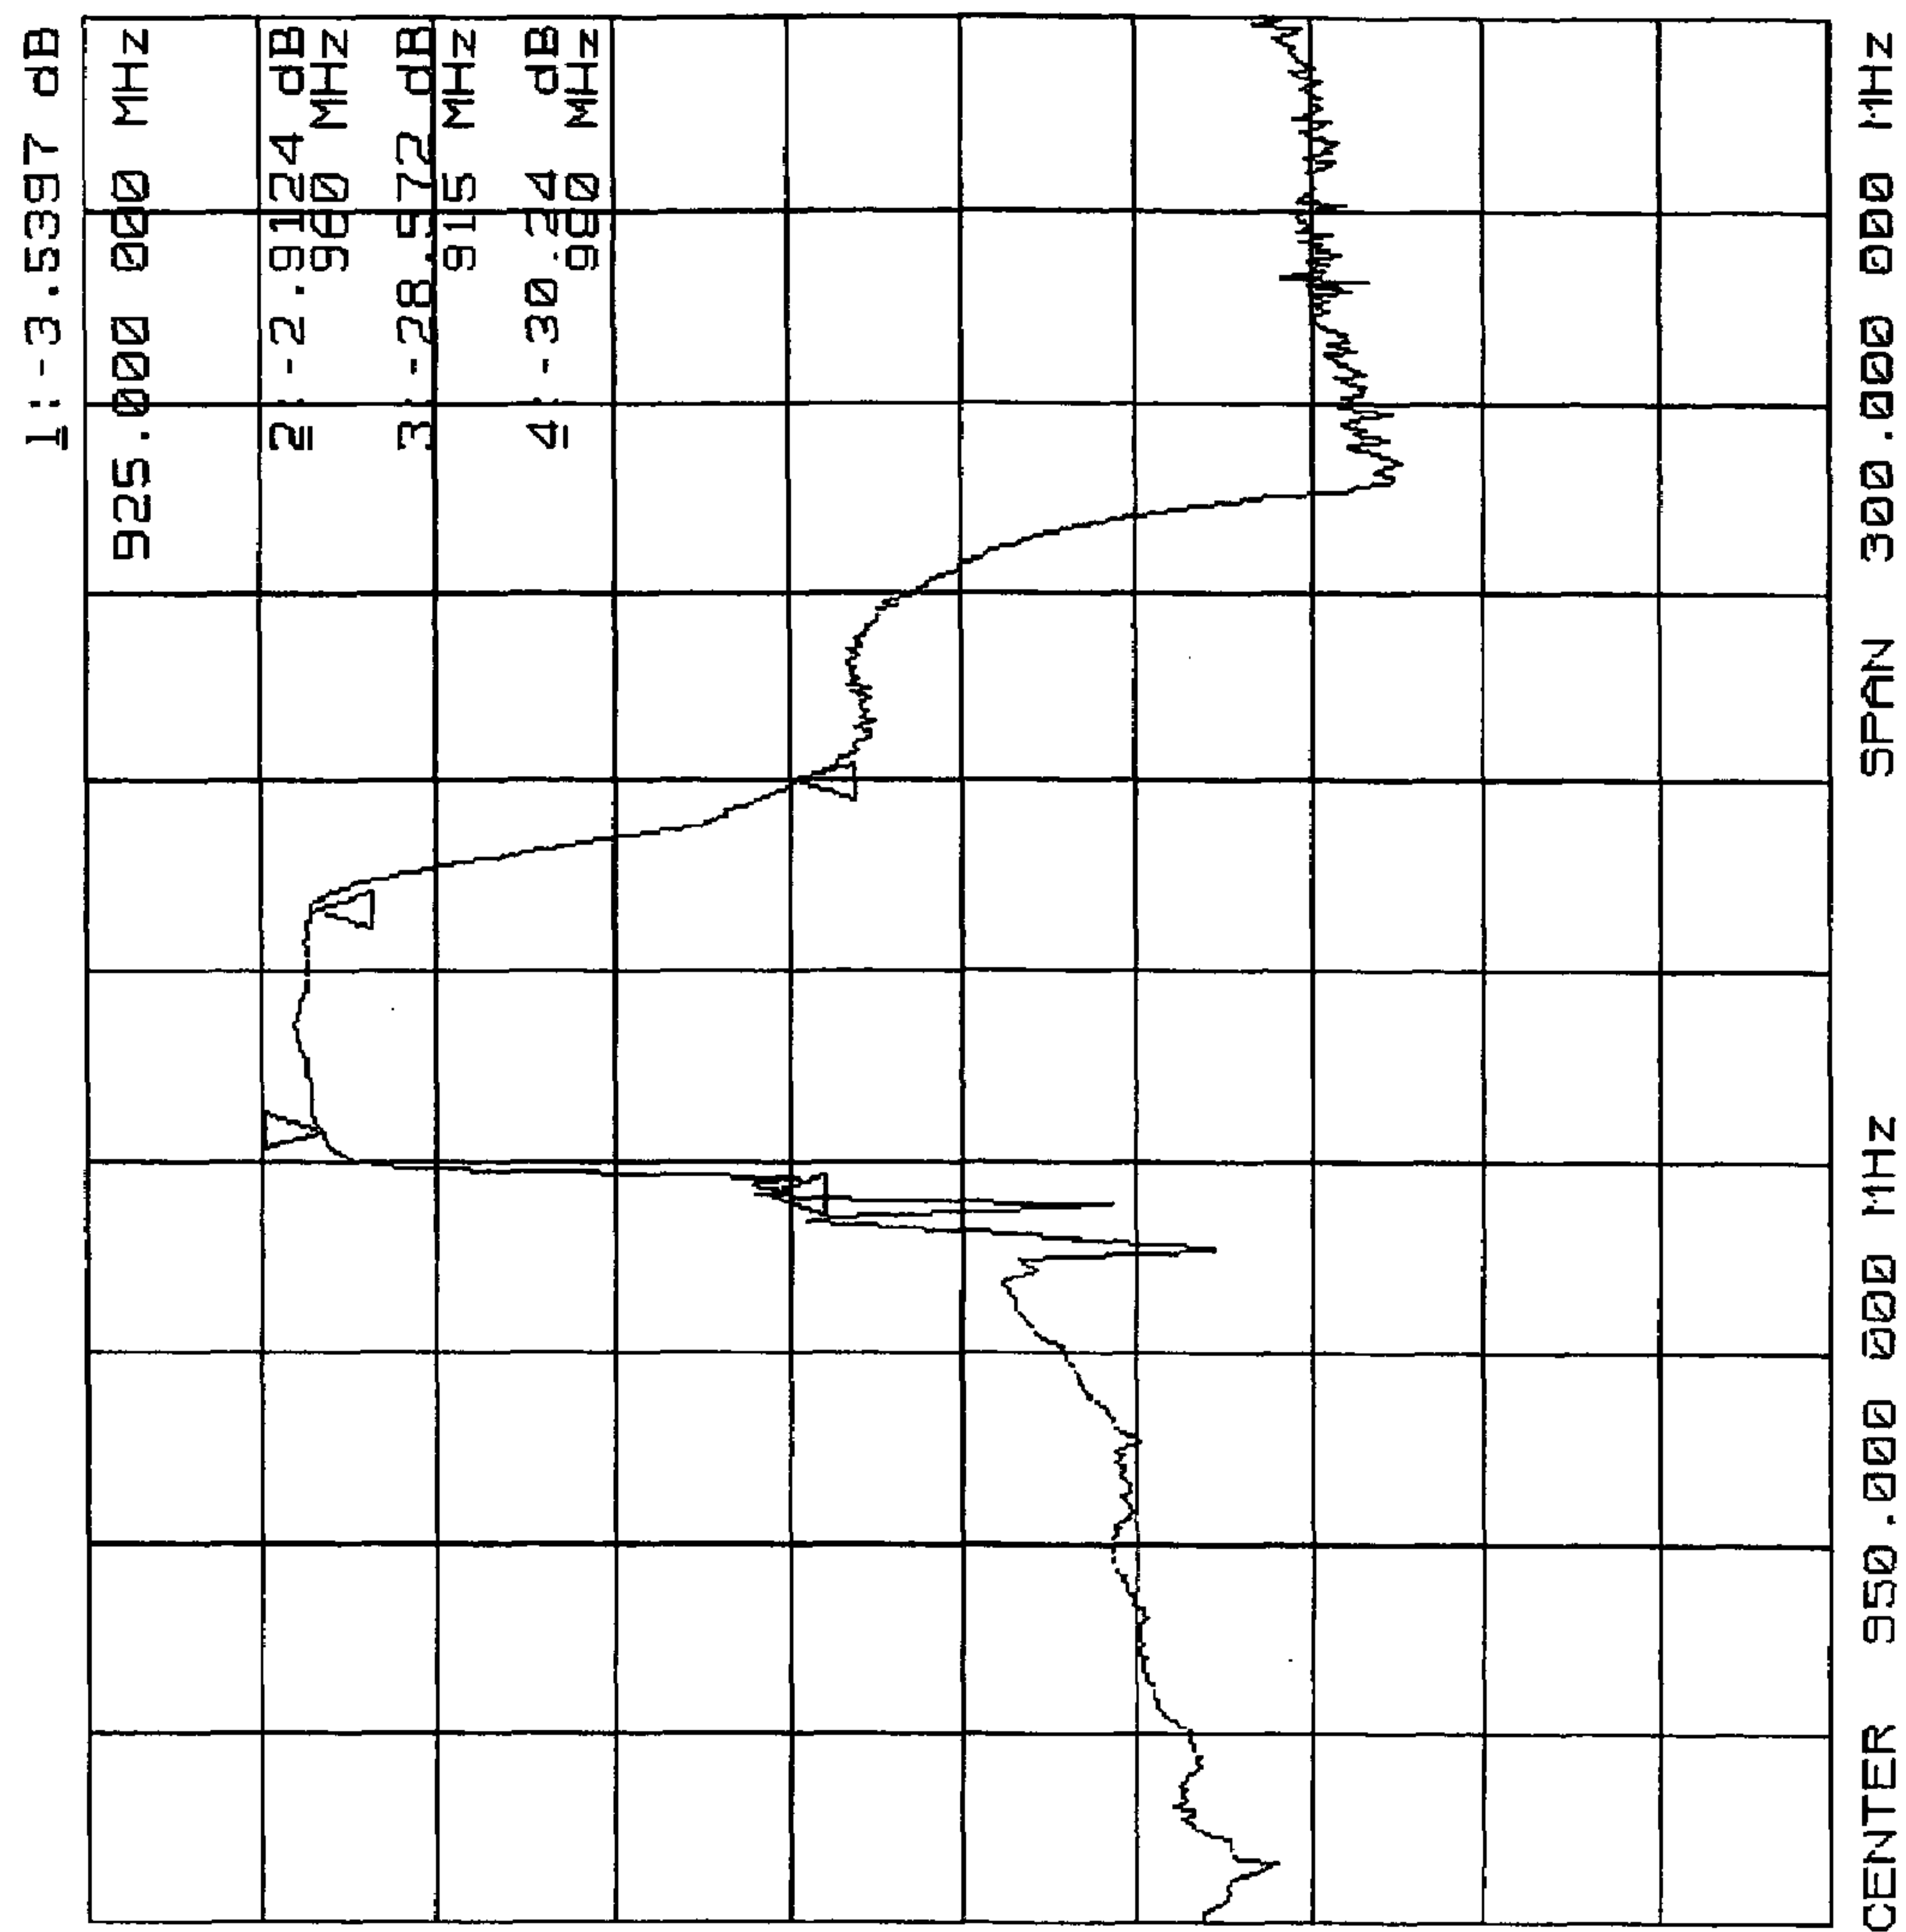 1:-3.5397 dB
925.000 000 MHz
2:-2.9124 dB
960 MHz
3:-28.572 dB
915 MHz
4:-30.24 dB
980 MHz
CENTER 950.000 000 MHz SPAN 300.000 000 MHz